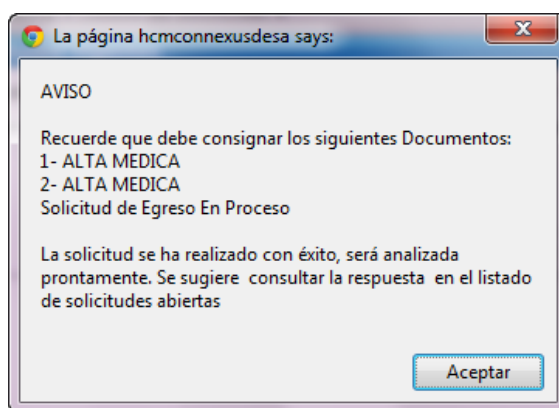 La página hcmconnexusdesa says:
AVISO
Recuerde que debe consignar los siguientes Documentos:
1- ALTA MEDICA
2- ALTA MEDICA
Solicitud de Egreso En Proceso
La solicitud se ha realizado con éxito, será analizada
prontamente. Se sugiere  consultar la respuesta  en el listado
de solicitudes abiertas
Aceptar